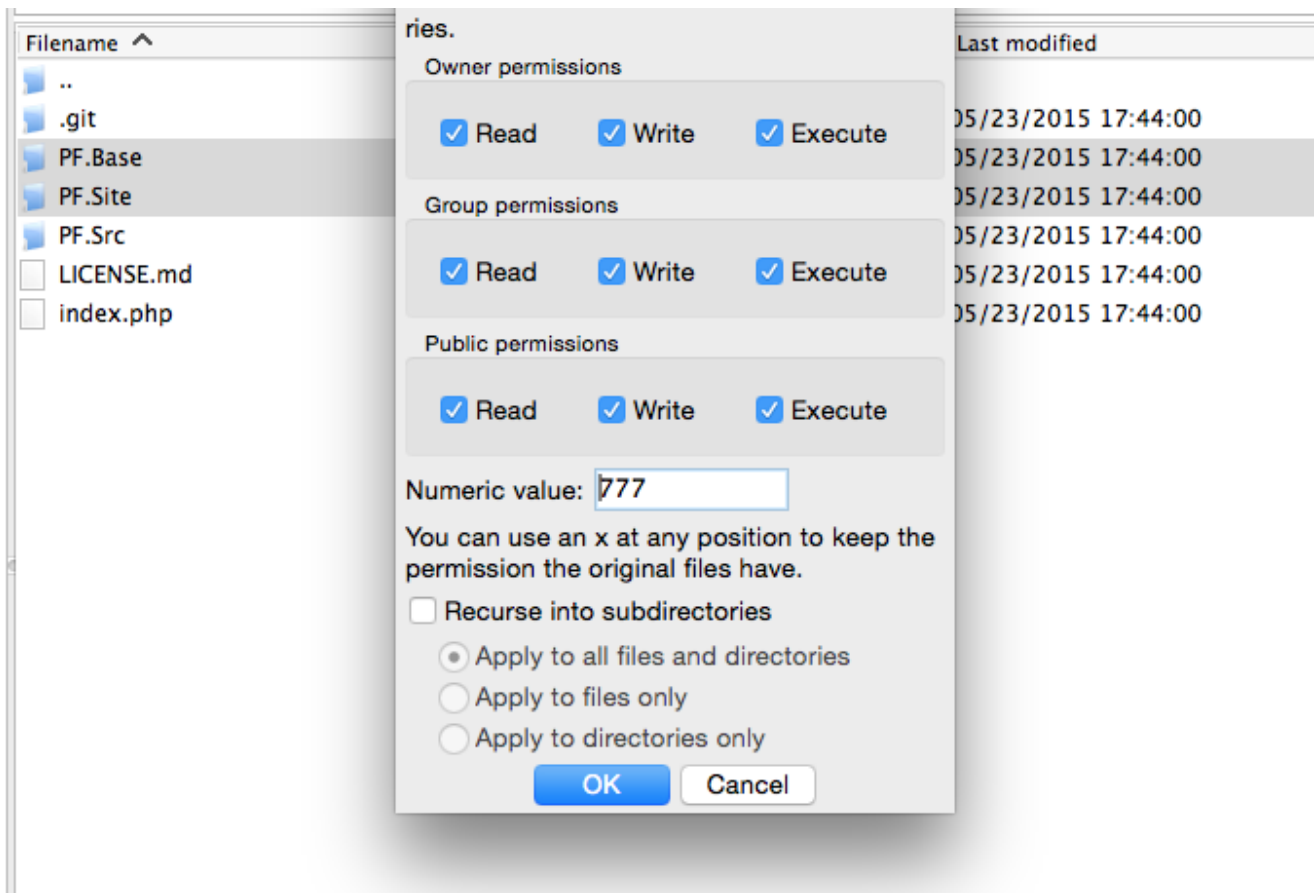 ries.
Filename
Last modified
..
.git
05/23/2015 17:44:00
PF.Base
05/23/2015 17:44:00
PF.Site
05/23/2015 17:44:00
PF.Src
05/23/2015 17:44:00
LICENSE.md
05/23/2015 17:44:00
index.php
05/23/2015 17:44:00
Owner permissions
Read Write Execute
Group permissions
Read Write Execute
Public permissions
Read Write Execute
Numeric value: 777
You can use an x at any position to keep the
permission the original files have.
Recurse into subdirectories
Apply to all files and directories
Apply to files only
Apply to directories only
OK Cancel